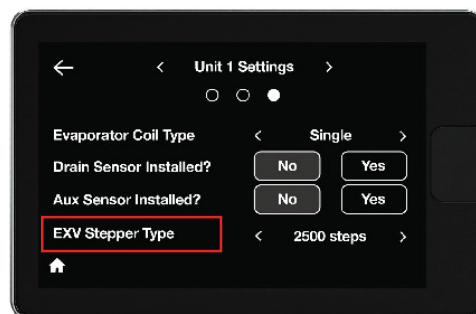 Unit 1 Settings
Evaporator Coil Type Single
Drain Sensor Installed? No Yes
Aux Sensor Installed? No Yes
EXV Stepper Type 2500 steps